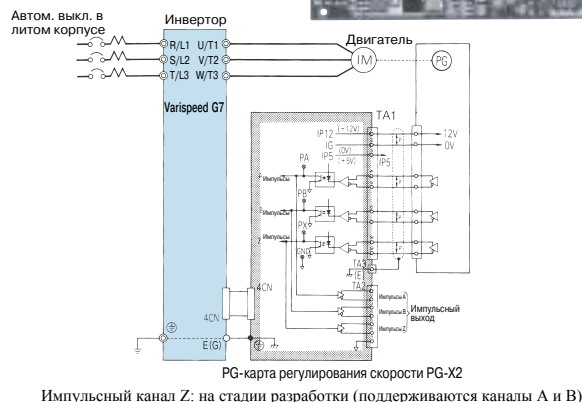 Автом. выкл. в
литом корпусе
Инвертор
Двигатель
R/L1 U/T1
S/L2 V/T2
T/L3 W/T3
IM
PG
Varispeed G7
TA1
IP12 (+12V)
12V
IG (0V)
0V
IP5 (+5V)
IP5
PA
Импульсы
PB
Импульсы
PX
Импульсы
GND
TA3
(E)
TA2
4CN
4CN
Импульсы A
Импульсы B
Импульсы Z
Импульсный
выход
E(G)
PG-карта регулирования скорости PG-X2
Импульсный канал Z: на стадии разработки (поддерживаются каналы А и В)